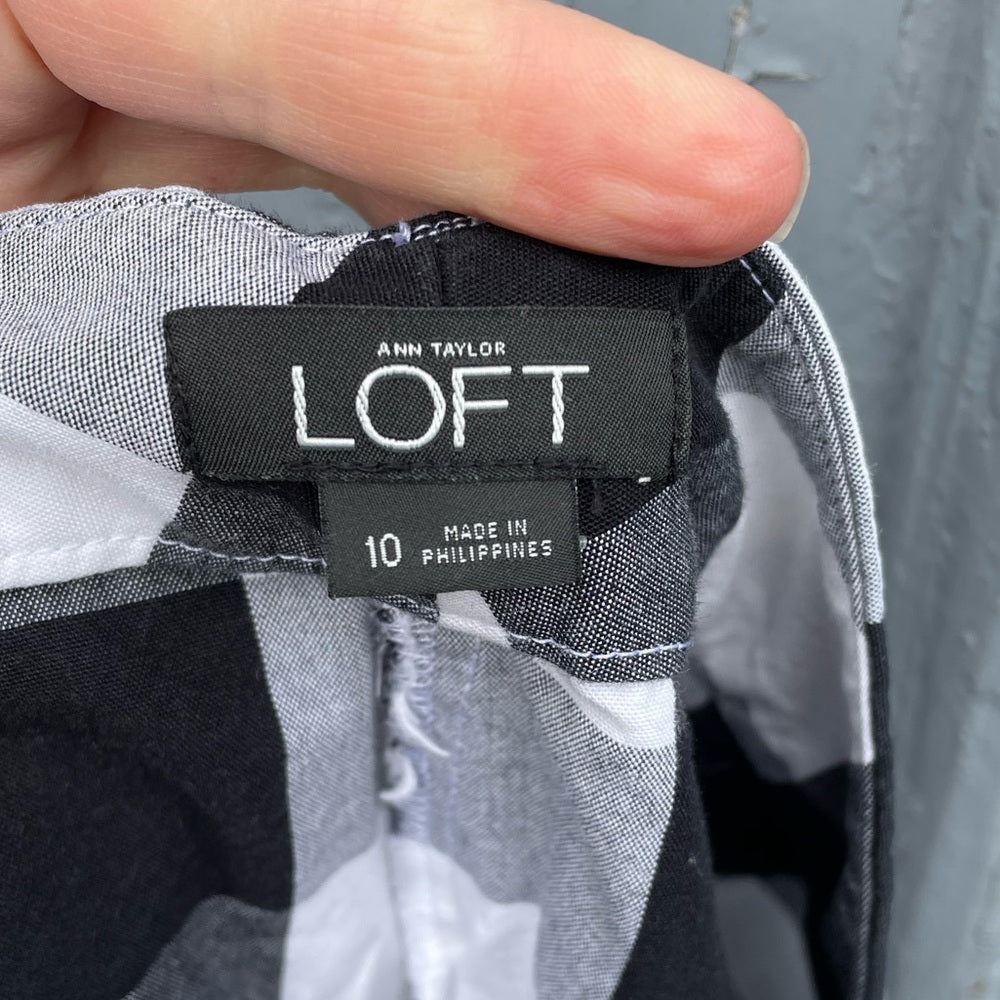 ANN TAYLOR
LOFT
10
MADE IN
PHILIPPINES